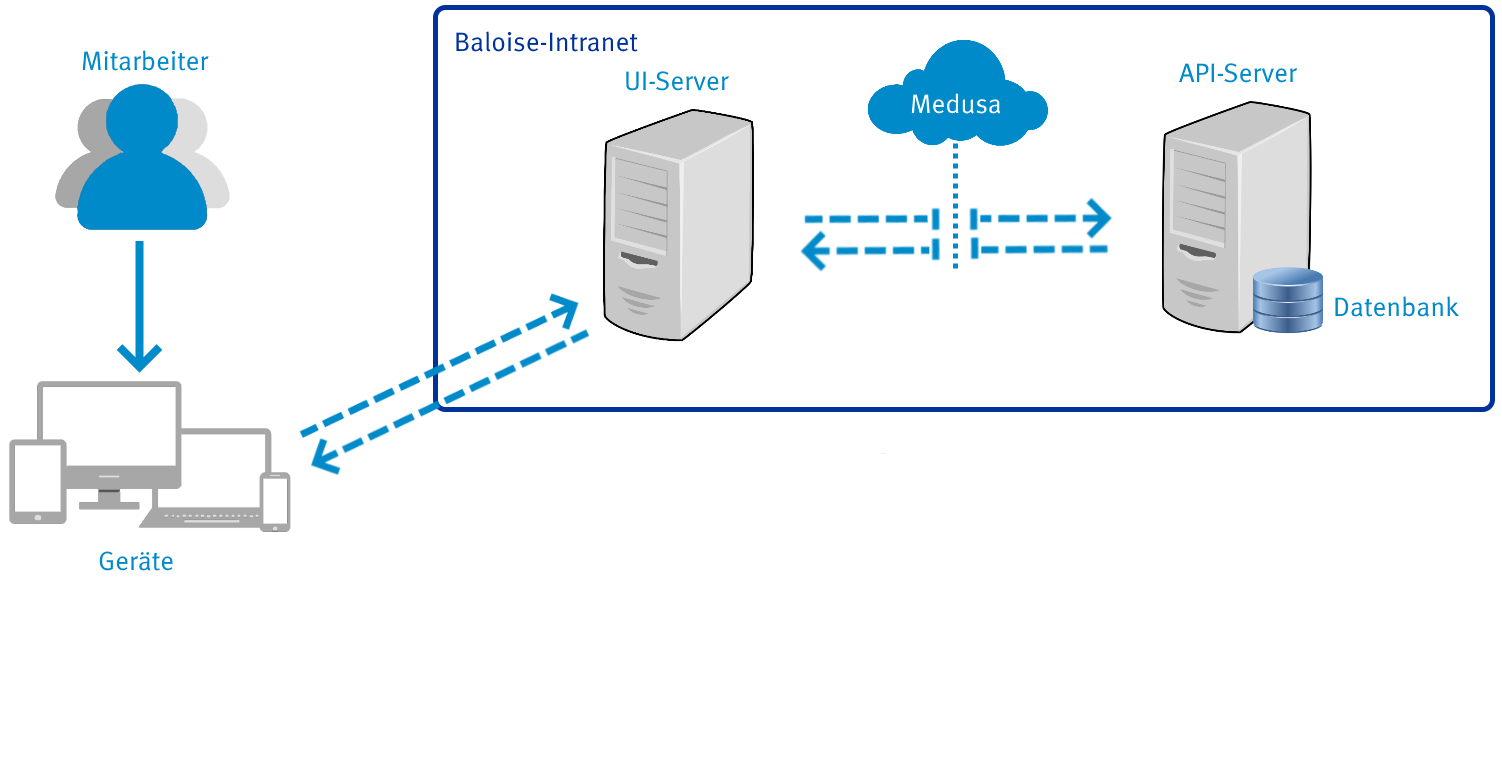 Mitarbeiter
Baloise-Intranet
UI-Server
Medusa
API-Server
Datenbank
Geräte